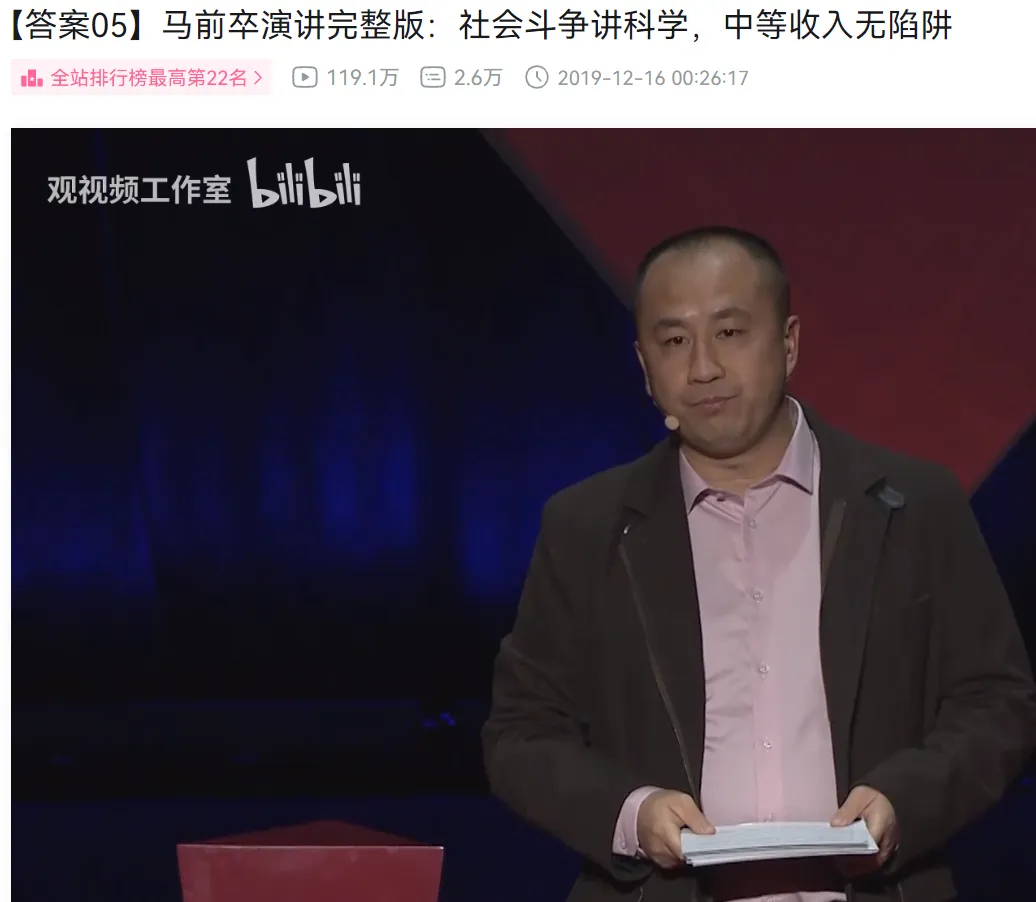 【答案05】马前卒演讲完整版：社会斗争讲科学，中等收入无陷阱
全站排行榜最高第22名 119.1万 2.6万 2019-12-16 00:26:17
观视频工作室 bilibili